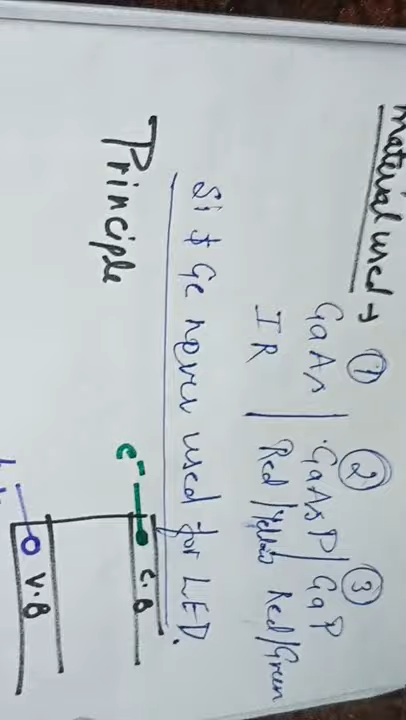 Material used → ① ② ③
GaAs | GaAsP | GaP
IR | Red/Yellow Red/Green
Si & Ge never used for LED.
Principle
e⁻
C.B
V.B